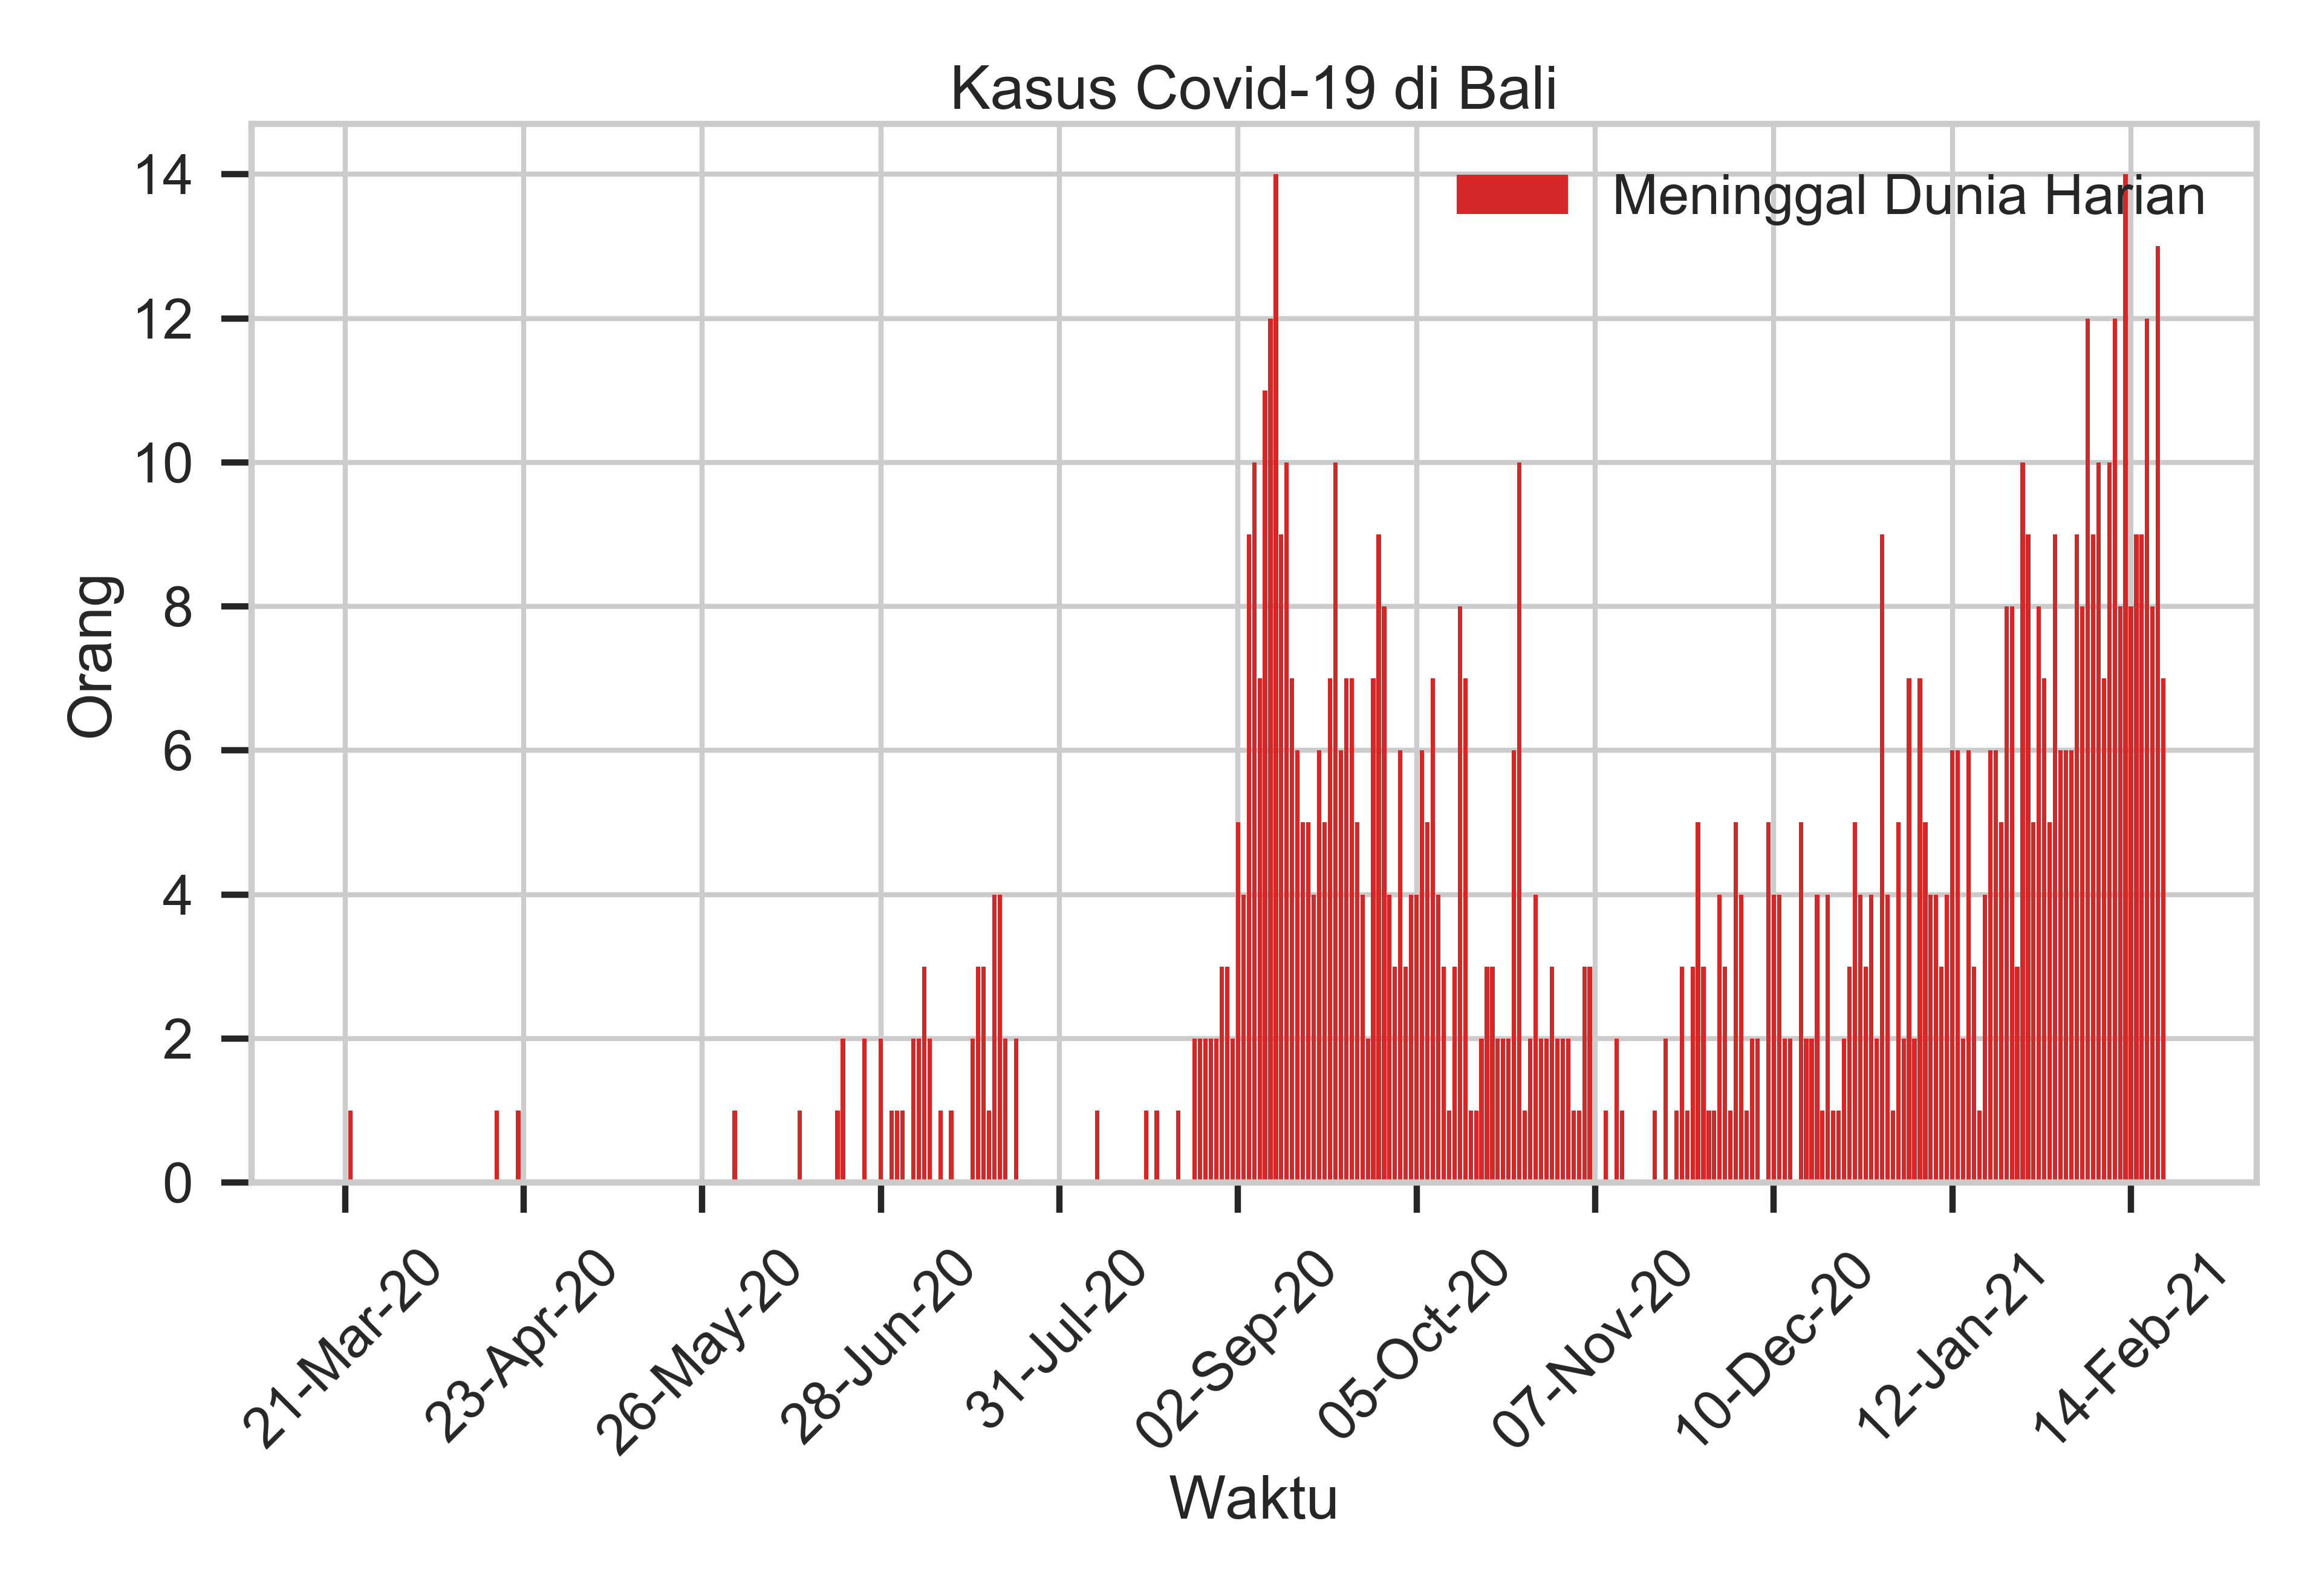 Kasus Covid-19 di Bali
Meninggal Dunia Harian
14
12
10
8
6
4
2
0
Orang
21-Mar-20
23-Apr-20
26-May-20
28-Jun-20
31-Jul-20
02-Sep-20
05-Oct-20
07-Nov-20
10-Dec-20
12-Jan-21
14-Feb-21
Waktu